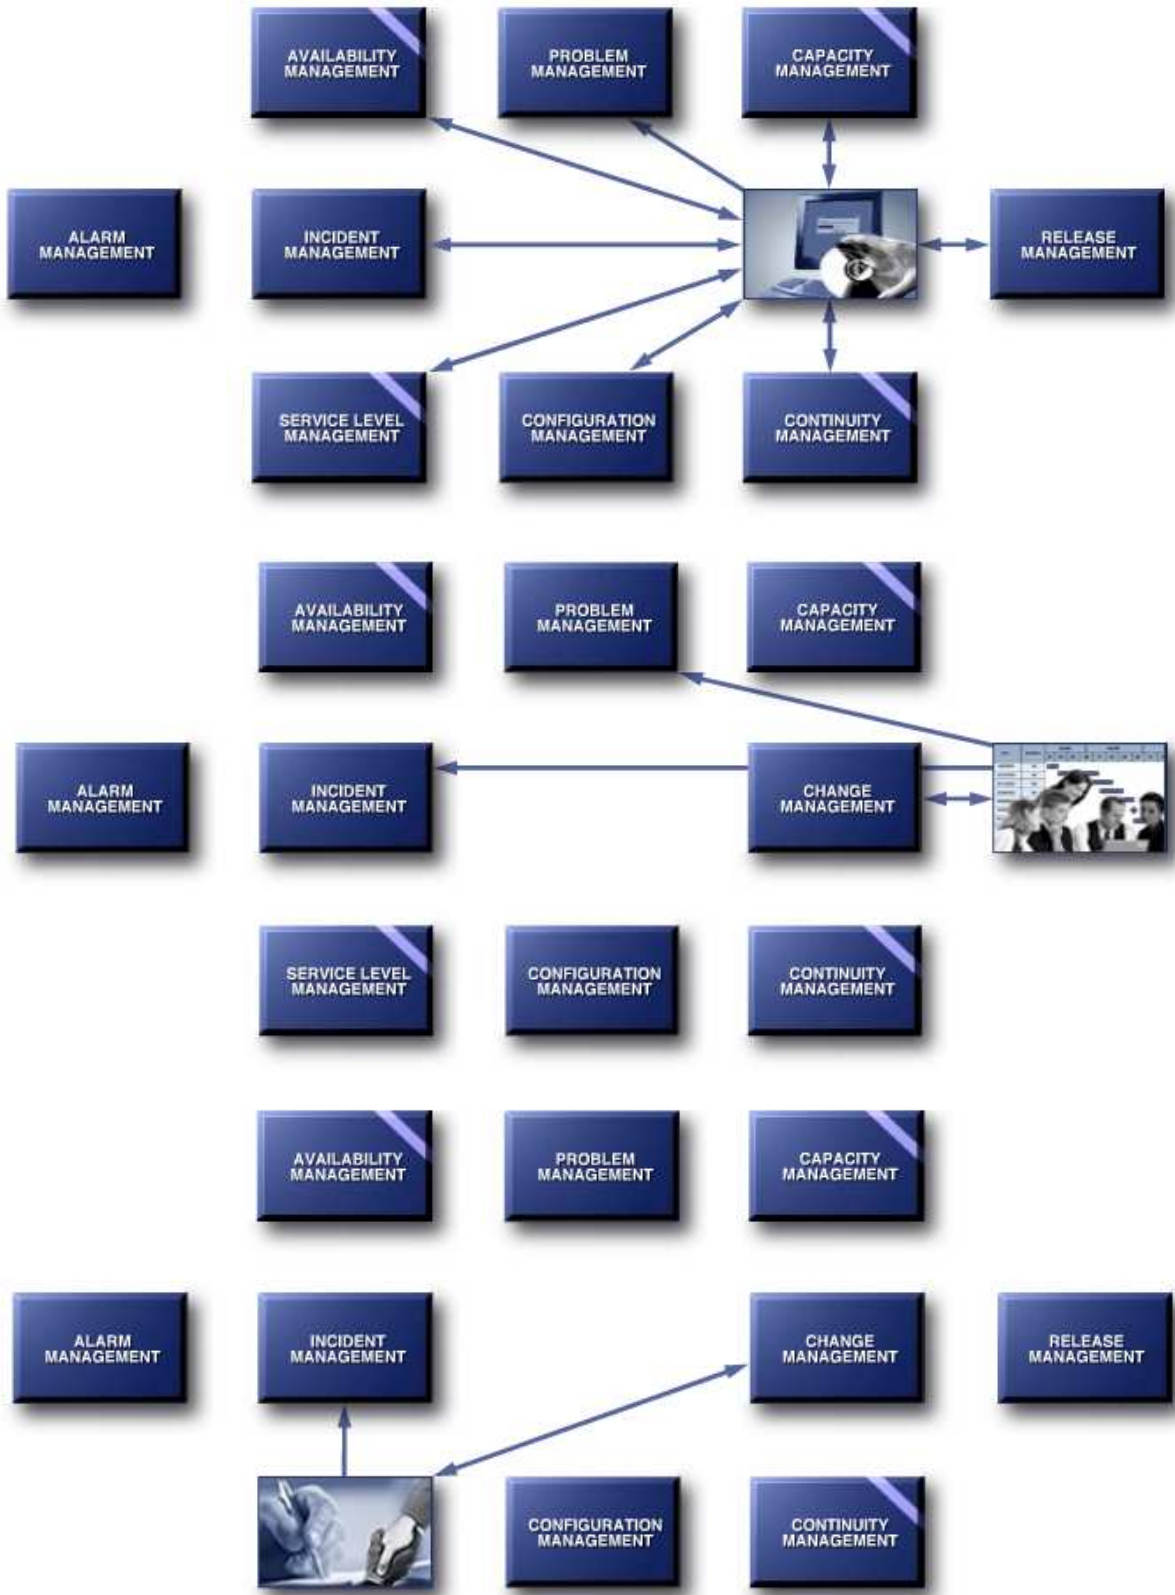 AVAILABILITY
MANAGEMENT
PROBLEM
MANAGEMENT
CAPACITY
MANAGEMENT
ALARM
MANAGEMENT
INCIDENT
MANAGEMENT
RELEASE
MANAGEMENT
SERVICE LEVEL
MANAGEMENT
CONFIGURATION
MANAGEMENT
CONTINUITY
MANAGEMENT
AVAILABILITY
MANAGEMENT
PROBLEM
MANAGEMENT
CAPACITY
MANAGEMENT
ALARM
MANAGEMENT
INCIDENT
MANAGEMENT
CHANGE
MANAGEMENT
SERVICE LEVEL
MANAGEMENT
CONFIGURATION
MANAGEMENT
CONTINUITY
MANAGEMENT
AVAILABILITY
MANAGEMENT
PROBLEM
MANAGEMENT
CAPACITY
MANAGEMENT
ALARM
MANAGEMENT
INCIDENT
MANAGEMENT
CHANGE
MANAGEMENT
RELEASE
MANAGEMENT
CONFIGURATION
MANAGEMENT
CONTINUITY
MANAGEMENT